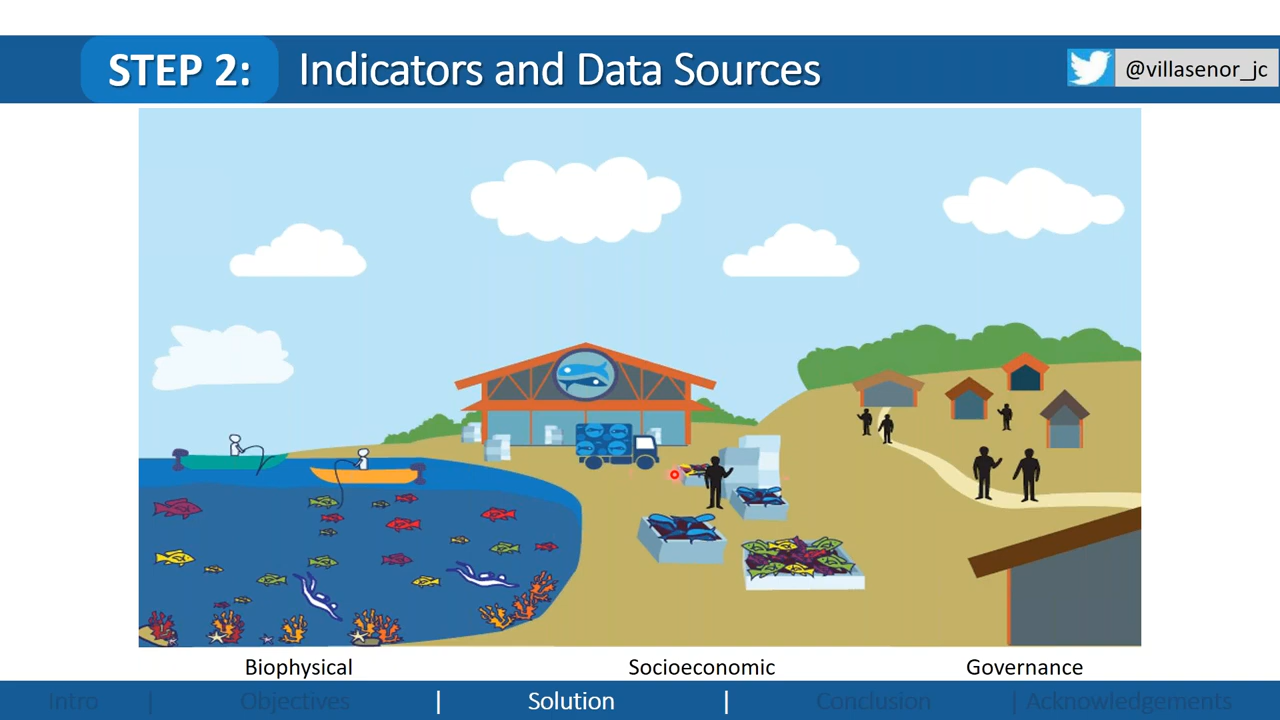 STEP 2: Indicators and Data Sources
@villasenor_jc
Biophysical Socioeconomic Governance
Intro | Objectives | Solution | Conclusion | Acknowledgements